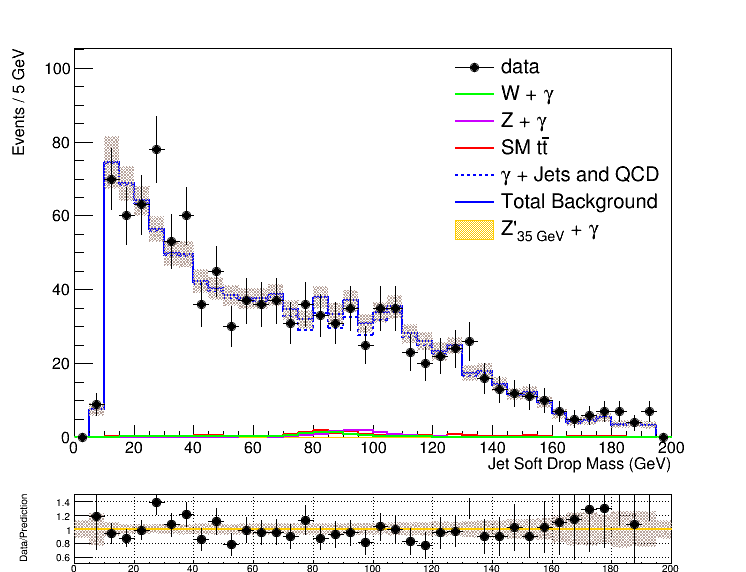 Events / 5 GeV
100
80
60
40
20
0
data
W + γ
Z + γ
SM tt̄
γ + Jets and QCD
Total Background
Z'35 GeV + γ
0 20 40 60 80 100 120 140 160 180 200
Jet Soft Drop Mass (GeV)
Data/Prediction
1.4
1.2
1
0.8
0.6
0 20 40 60 80 100 120 140 160 180 200